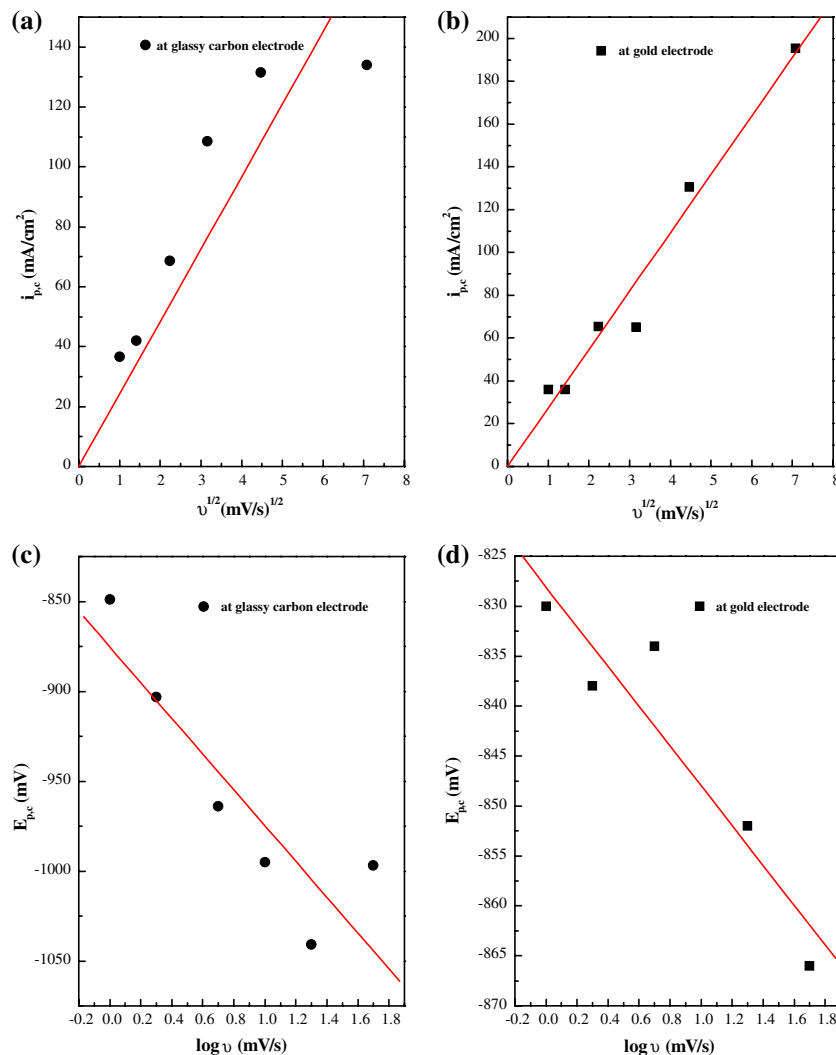 (a)
at glassy carbon electrode
140
120
100
80
60
40
20
0
0 1 2 3 4 5 6 7 8
i_p,c (mA/cm²)
υ^1/2 (mV/s)^1/2
(b)
at gold electrode
200
180
160
140
120
100
80
60
40
20
0
0 1 2 3 4 5 6 7 8
i_p,c (mA/cm²)
υ^1/2 (mV/s)^1/2
(c)
at glassy carbon electrode
-850
-900
-950
-1000
-1050
-0.2 0.0 0.2 0.4 0.6 0.8 1.0 1.2 1.4 1.6 1.8
E_p,c (mV)
log υ (mV/s)
(d)
at gold electrode
-825
-830
-835
-840
-845
-850
-855
-860
-865
-870
-0.2 0.0 0.2 0.4 0.6 0.8 1.0 1.2 1.4 1.6 1.8
E_p,c (mV)
log υ (mV/s)